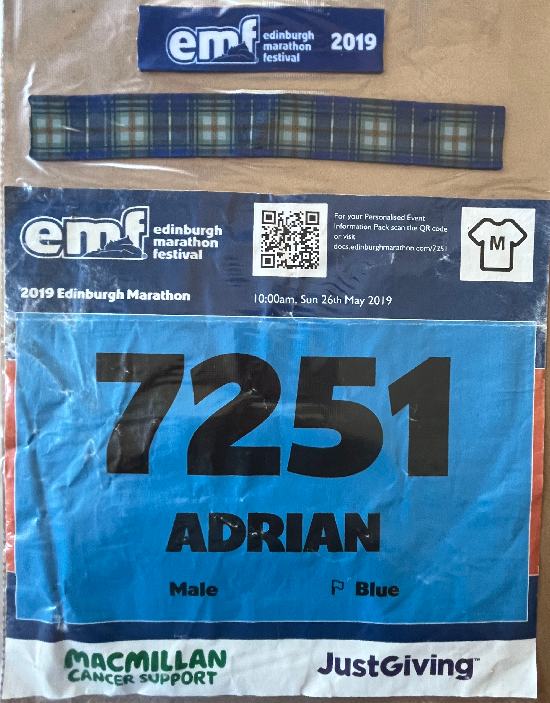 emf edinburgh marathon festival 2019
emf edinburgh marathon festival
For your Personalised Event
Information Pack scan the QR code
or visit
docs.edinburghmarathon.com/7251
M
2019 Edinburgh Marathon
10:00am, Sun 26th May 2019
7251
ADRIAN
Male
Blue
MACMILLAN
CANCER SUPPORT
JustGiving™